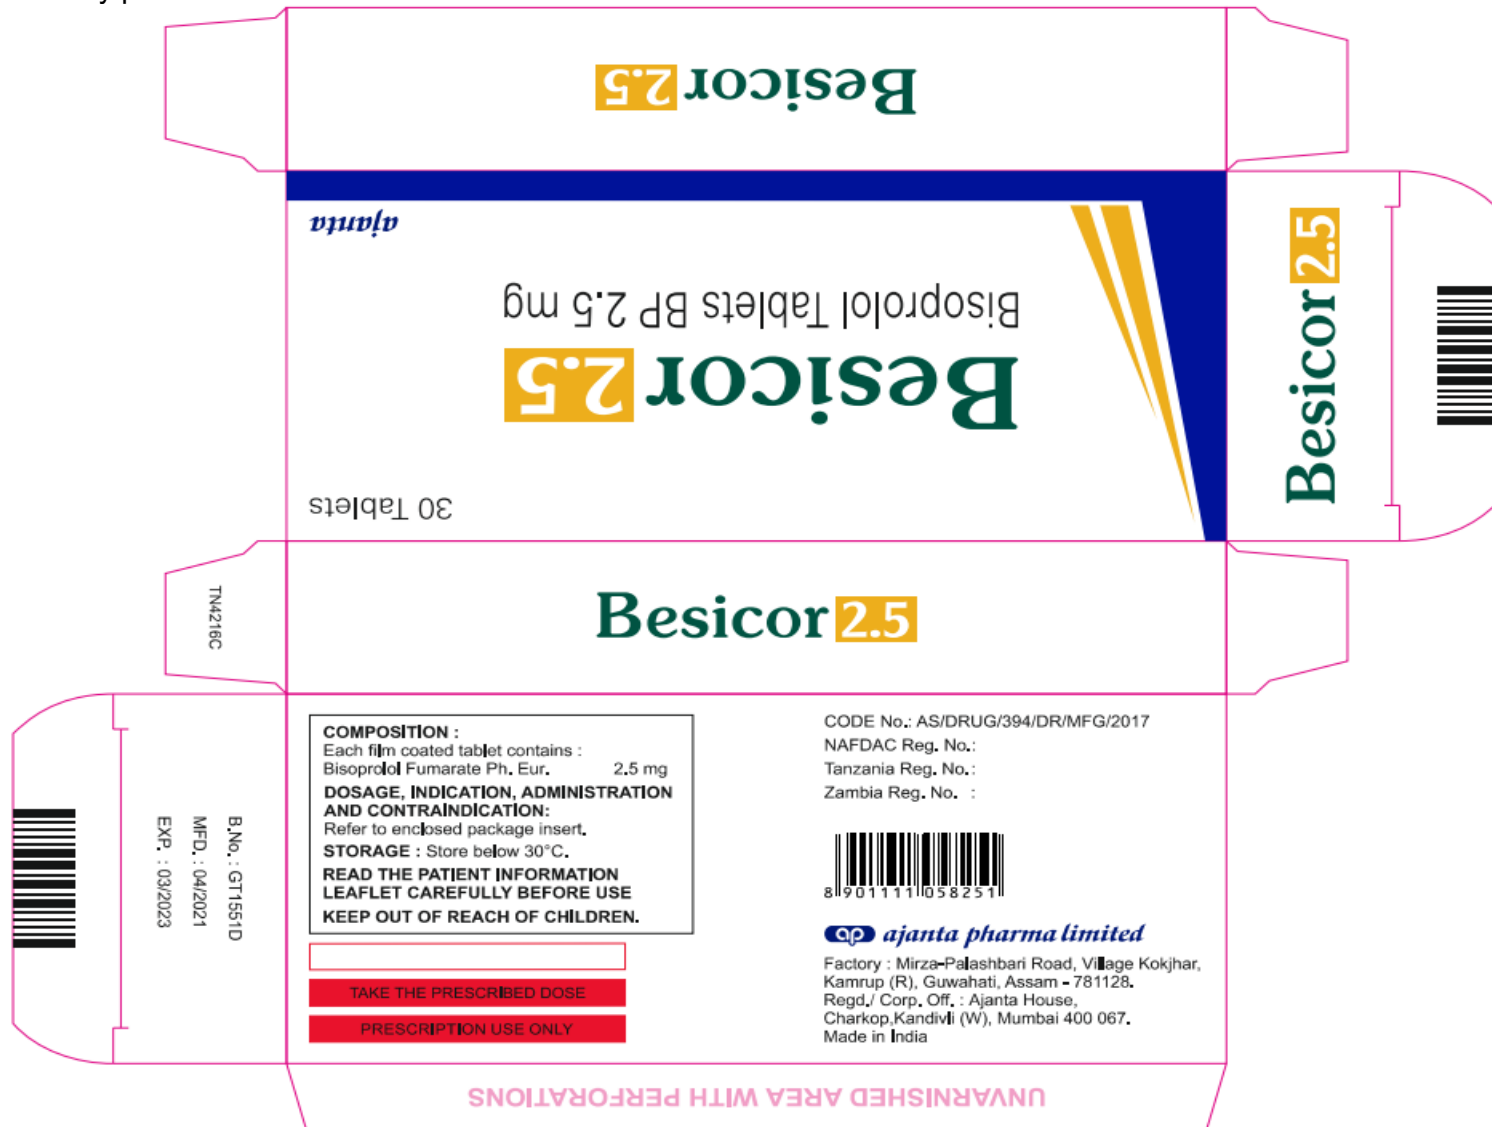 Besicor 2.5
ajanta
Bisoprolol Tablets BP 2.5 mg
Besicor 2.5
30 Tablets
Besicor 2.5
Besicor 2.5
TN4216C
B.No. : GT1551D
MFD. : 04/2021
EXP. : 03/2023
COMPOSITION :
Each film coated tablet contains :
Bisoprolol Fumarate Ph. Eur. 2.5 mg
DOSAGE, INDICATION, ADMINISTRATION
AND CONTRAINDICATION:
Refer to enclosed package insert.
STORAGE : Store below 30°C.
READ THE PATIENT INFORMATION
LEAFLET CAREFULLY BEFORE USE
KEEP OUT OF REACH OF CHILDREN.
TAKE THE PRESCRIBED DOSE
PRESCRIPTION USE ONLY
CODE No.: AS/DRUG/394/DR/MFG/2017
NAFDAC Reg. No.:
Tanzania Reg. No.:
Zambia Reg. No. :
8 901111 058251
ap ajanta pharma limited
Factory : Mirza-Palashbari Road, Village Kokjhar,
Kamrup (R), Guwahati, Assam - 781128.
Regd./ Corp. Off. : Ajanta House,
Charkop,Kandivli (W), Mumbai 400 067.
Made in India
UNVARNISHED AREA WITH PERFORATIONS